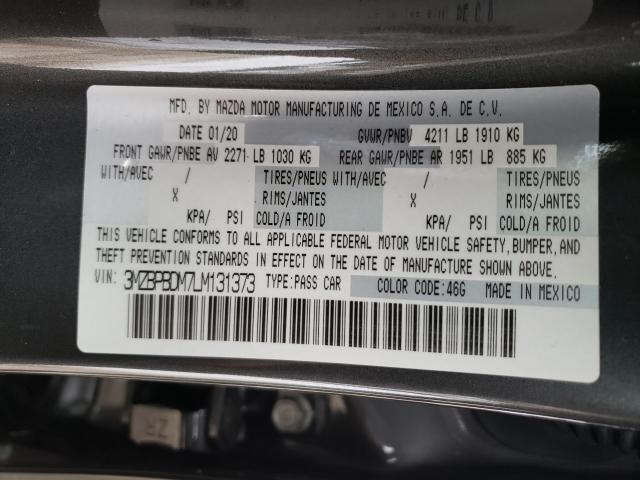 MFD. BY MAZDA MOTOR MANUFACTURING DE MEXICO S.A. DE C.V.
DATE 01/20 GVWR/PNBV 4211 LB 1910 KG
FRONT GAWR/PNBE AV 2271 LB 1030 KG REAR GAWR/PNBE AR 1951 LB 885 KG
WITH/AVEC / TIRES/PNEUS WITH/AVEC / TIRES/PNEUS
X RIMS/JANTES X RIMS/JANTES
KPA/ PSI COLD/A FROID KPA/ PSI COLD/A FROID
THIS VEHICLE CONFORMS TO ALL APPLICABLE FEDERAL MOTOR VEHICLE SAFETY, BUMPER, AND
THEFT PREVENTION STANDARDS IN EFFECT ON THE DATE OF MANUFACTURE SHOWN ABOVE.
VIN: 3MZBPBDM7LM131373 TYPE:PASS CAR COLOR CODE:46G MADE IN MEXICO
ZR